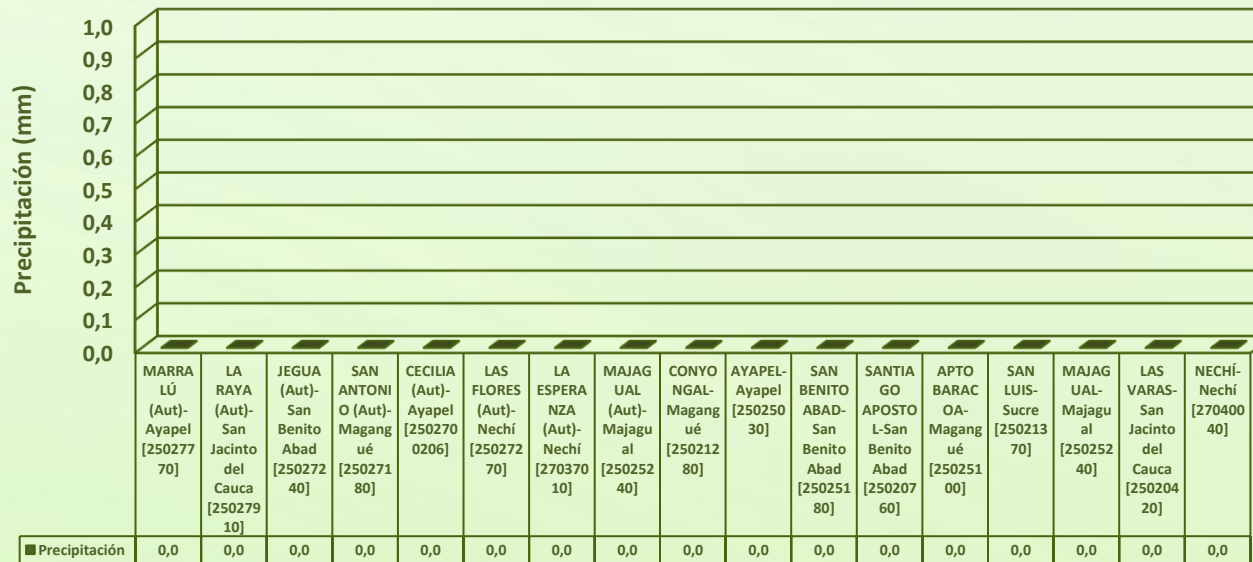 Precipitación (mm)
1,0
0,9
0,8
0,7
0,6
0,5
0,4
0,3
0,2
0,1
0,0
MARRA
LÚ
(Aut)-
Ayapel
[250277
70]
LA
RAYA
(Aut)-
San
Jacinto
del
Cauca
[250279
10]
JEGUA
(Aut)-
San
Benito
Abad
[250272
40]
SAN
ANTONI
O (Aut)-
Magang
ué
[250271
80]
CECILIA
(Aut)-
Ayapel
[250270
0206]
LAS
FLORES
(Aut)-
Nechí
[250272
70]
LA
ESPERA
NZA
(Aut)-
Nechí
[270370
10]
MAJAG
UAL
(Aut)-
Majagu
al
[250252
40]
CONYO
NGAL-
Magang
ué
[250212
80]
AYAPEL-
Ayapel
[250250
30]
SAN
BENITO
ABAD-
San
Benito
Abad
[250251
80]
SANTIA
GO
APOSTO
L-San
Benito
Abad
[250207
60]
APTO
BARAC
OA-
Magang
ué
[250251
00]
SAN
LUIS-
Sucre
[250213
70]
MAJAG
UAL-
Majagu
al
[250252
40]
LAS
VARAS-
San
Jacinto
del
Cauca
[250204
20]
NECHÍ-
Nechí
[270400
40]
Precipitación 0,0 0,0 0,0 0,0 0,0 0,0 0,0 0,0 0,0 0,0 0,0 0,0 0,0 0,0 0,0 0,0 0,0